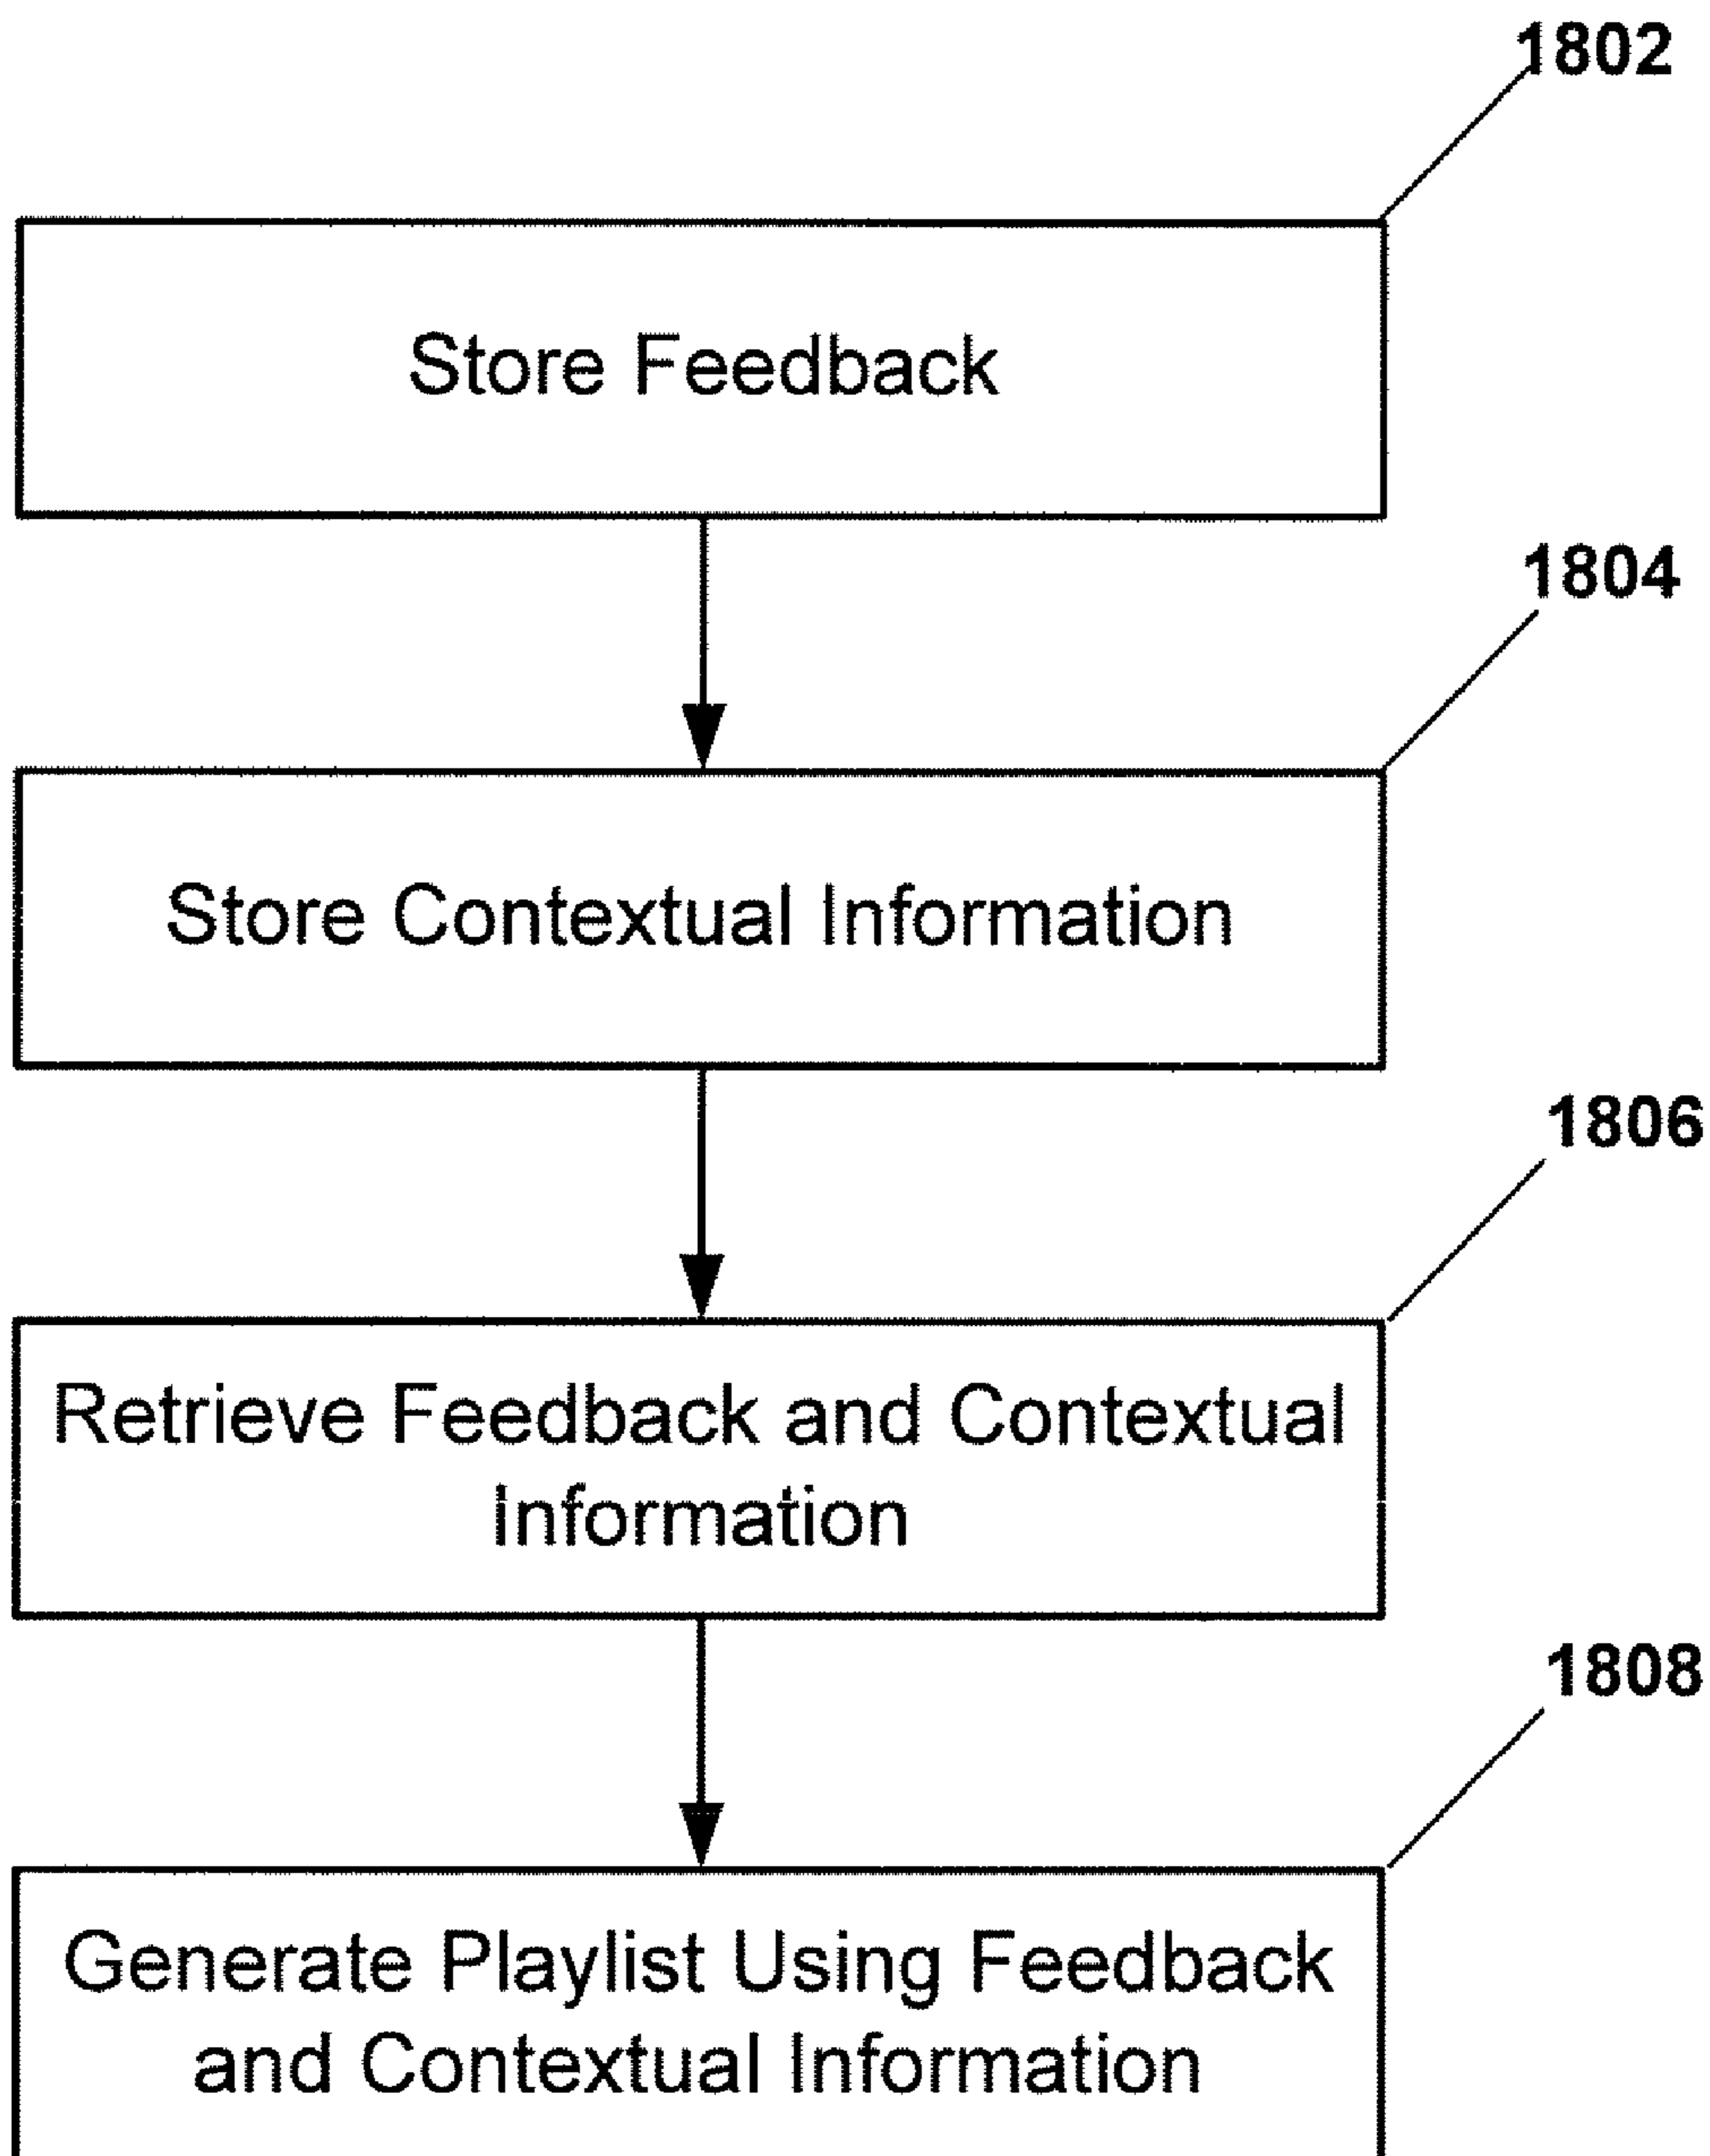 1802
Store Feedback
1804
Store Contextual Information
1806
Retrieve Feedback and Contextual
Information
1808
Generate Playlist Using Feedback
and Contextual Information